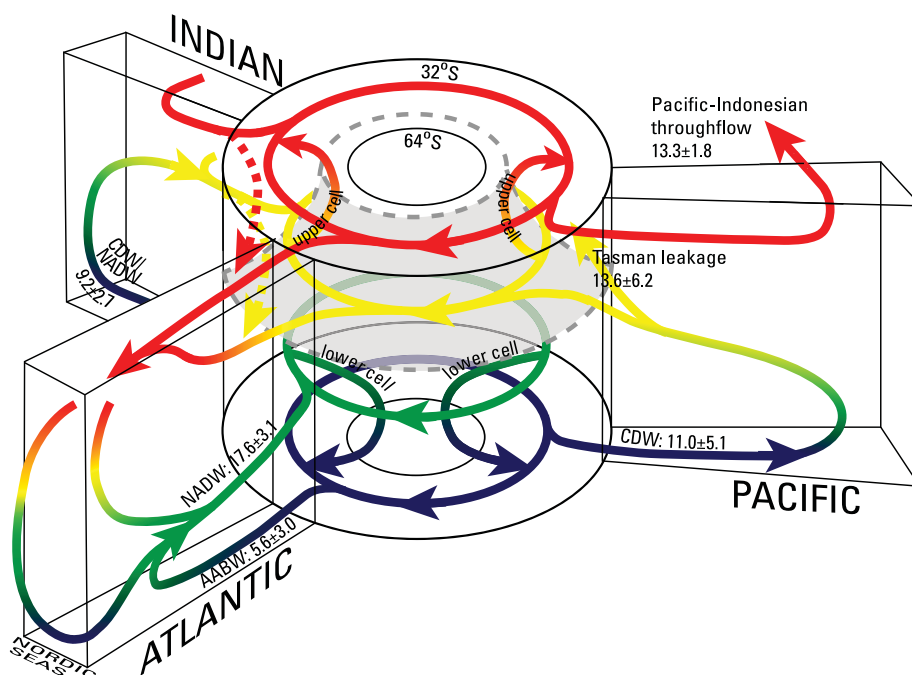 INDIAN
32°S
64°S
Pacific-Indonesian
throughflow
13.3±1.8
upper cell
upper cell
Tasman leakage
13.6±6.2
CDW/
NADW
9.2±2.1
lower cell
lower cell
NADW: 17.6±3.1
CDW: 11.0±5.1
PACIFIC
AABW: 5.6±3.0
ATLANTIC
NORDIC
SEAS